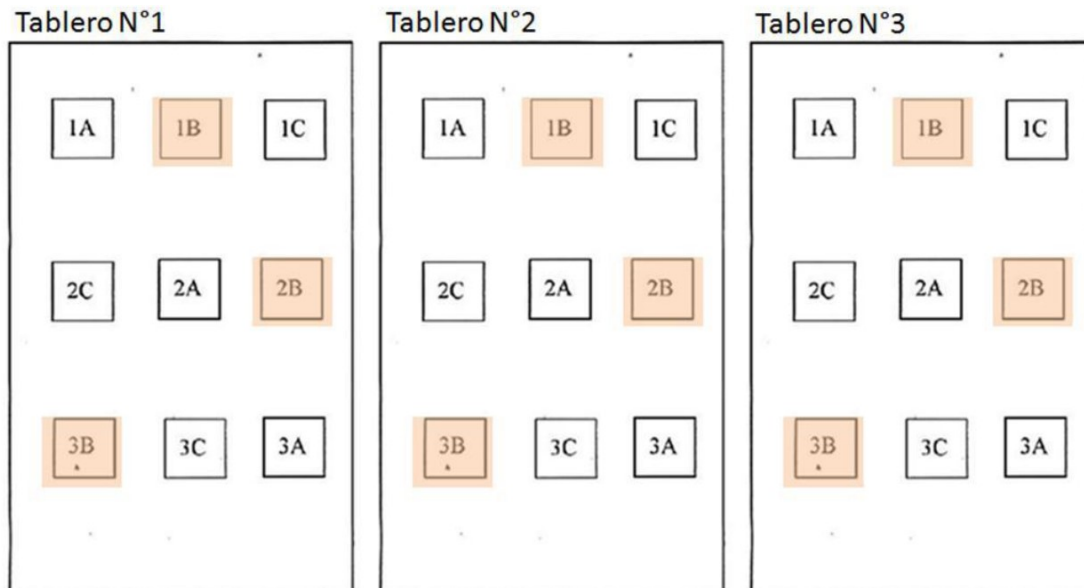 Tablero N°1 Tablero N°2 Tablero N°3
1A 1B 1C 1A 1B 1C 1A 1B 1C
2C 2A 2B 2C 2A 2B 2C 2A 2B
3B 3C 3A 3B 3C 3A 3B 3C 3A